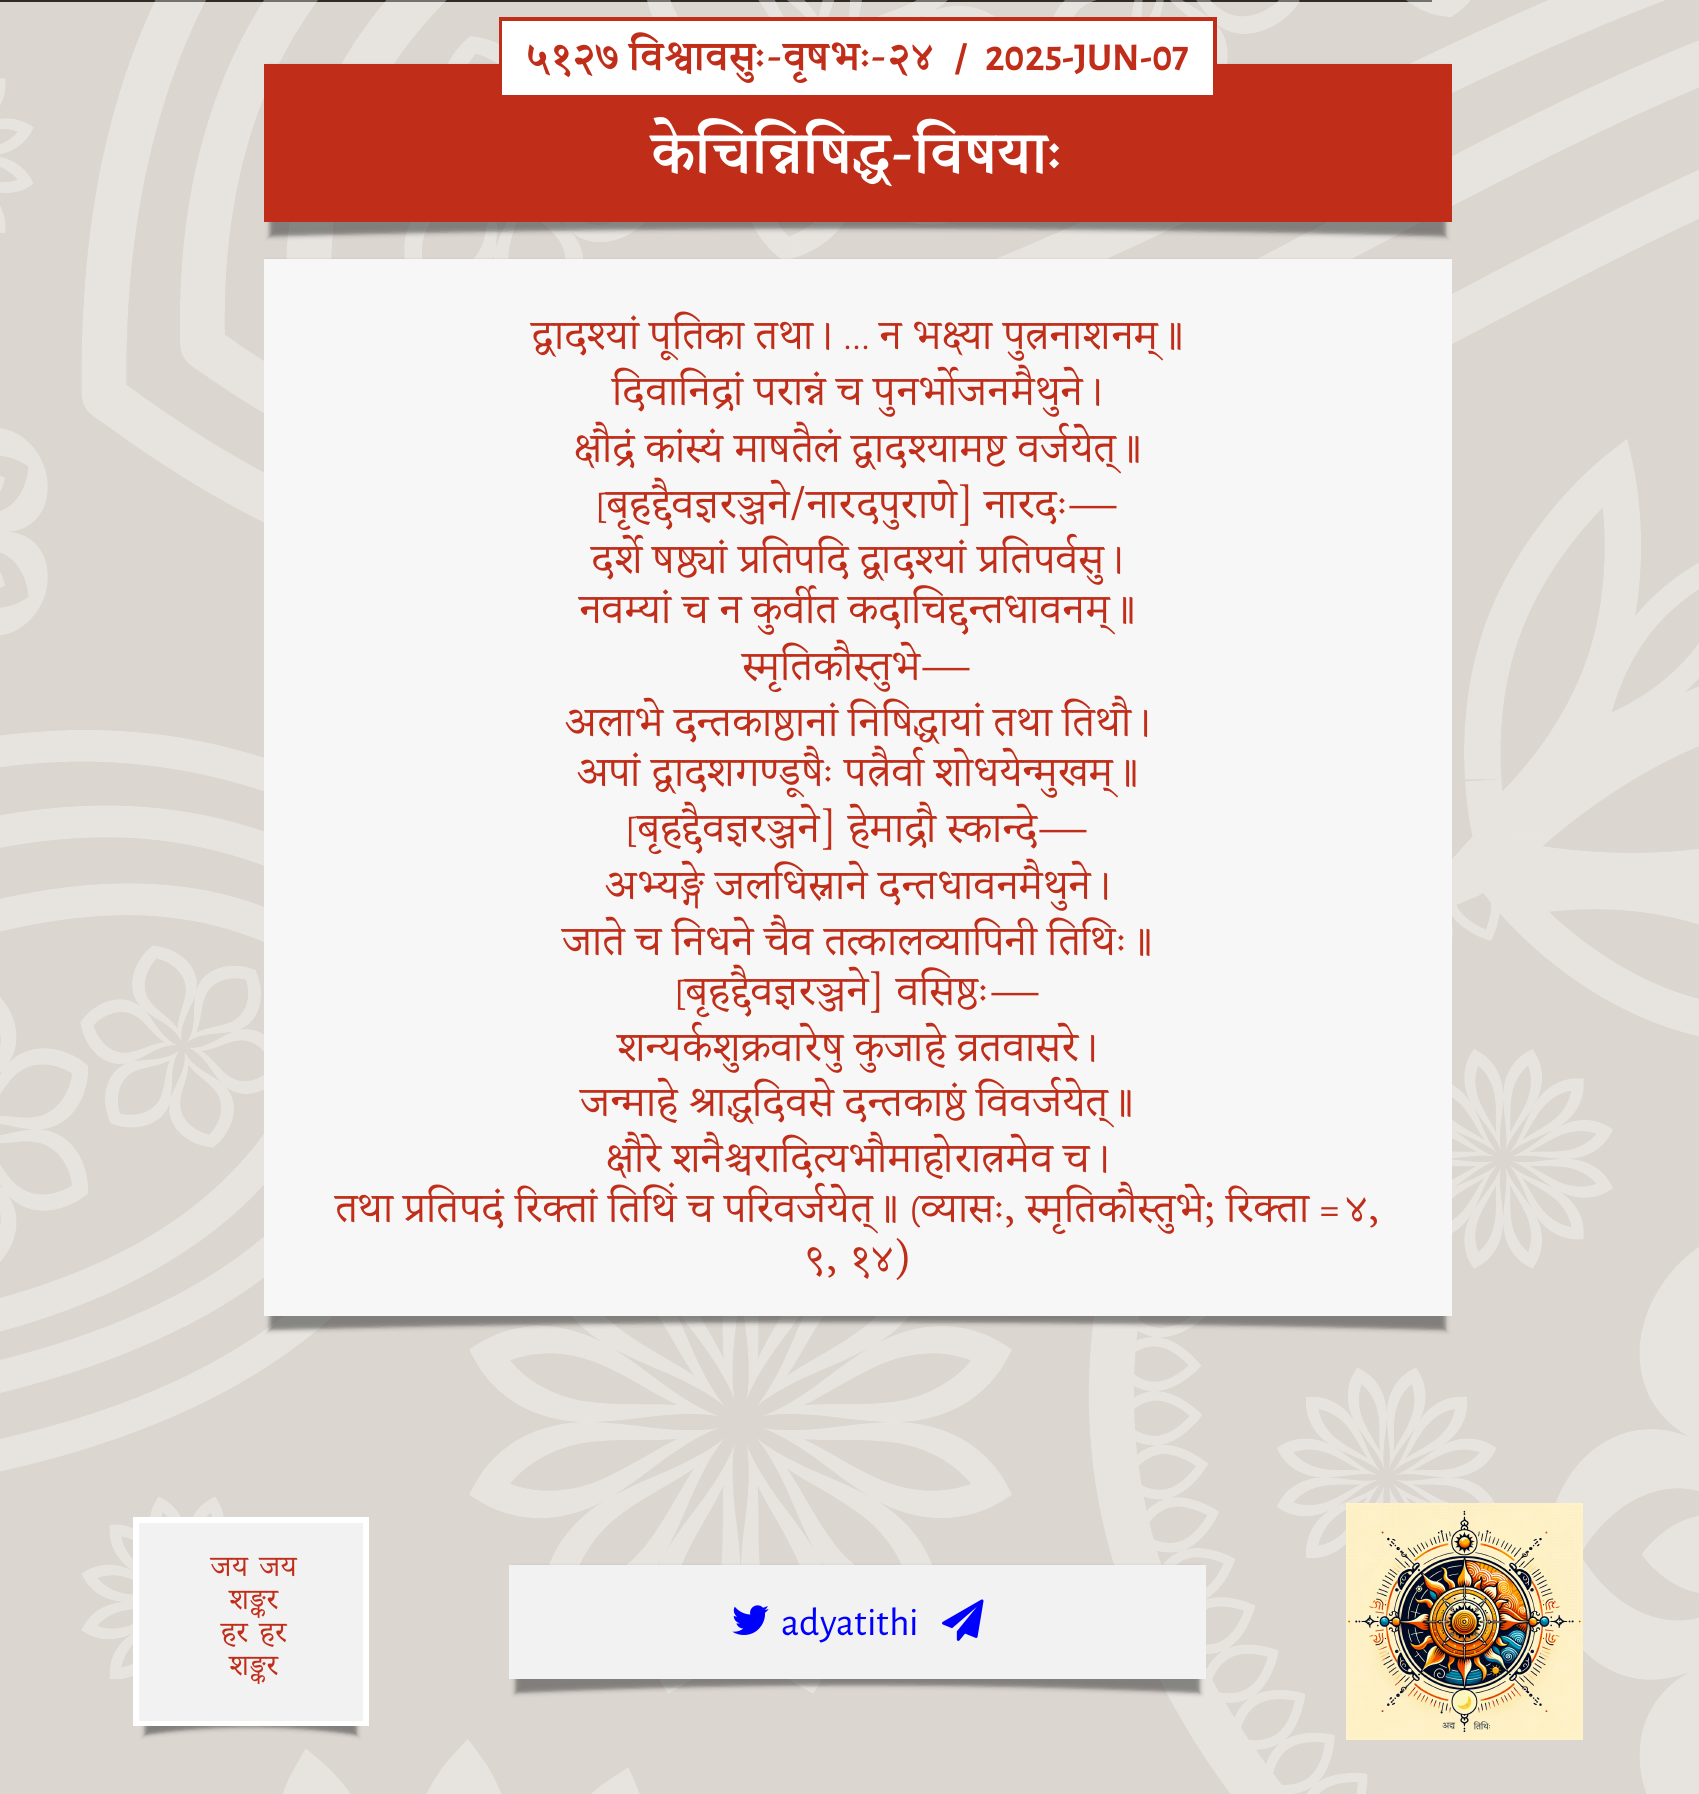 ५१२७ विश्वावसुः-वृषभः-२४ / 2025-JUN-07
केचिन्निषिद्ध-विषयाः
द्वादश्यां पूतिका तथा। ... न भक्ष्या पुत्रनाशनम्॥
दिवानिद्रां परान्नं च पुनर्भोजनमैथुने।
क्षौद्रं कांस्यं माषतैलं द्वादश्यामष्ट वर्जयेत्॥
[बृहद्दैवज्ञरञ्जने/नारदपुराणे] नारदः—
दर्शे षष्ठ्यां प्रतिपदि द्वादश्यां प्रतिपर्वसु।
नवम्यां च न कुर्वीत कदाचिद्दन्तधावनम्॥
स्मृतिकौस्तुभे—
अलाभे दन्तकाष्ठानां निषिद्धायां तथा तिथौ।
अपां द्वादशगण्डूषैः पत्रैर्वा शोधयेन्मुखम्॥
[बृहद्दैवज्ञरञ्जने] हेमाद्रौ स्कान्दे—
अभ्यङ्गे जलधिस्नाने दन्तधावनमैथुने।
जाते च निधने चैव तत्कालव्यापिनी तिथिः॥
[बृहद्दैवज्ञरञ्जने] वसिष्ठः—
शन्यर्कशुक्रवारेषु कुजाहे व्रतवासरे।
जन्माहे श्राद्धदिवसे दन्तकाष्ठं विवर्जयेत्॥
क्षौरे शनैश्चरादित्यभौमाहोरात्रमेव च।
तथा प्रतिपदं रिक्तां तिथिं च परिवर्जयेत्॥ (व्यासः, स्मृतिकौस्तुभे; रिक्ता = ४,
९, १४)
जय जय
शङ्कर
हर हर
शङ्कर
adyatithi
अद्य तिथिः